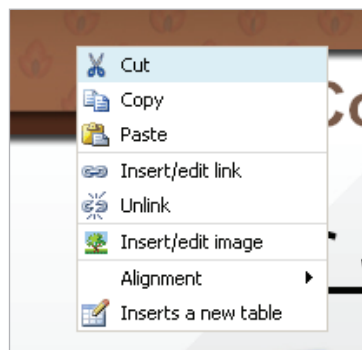 Cut
Copy
Paste
Insert/edit link
Unlink
Insert/edit image
Alignment
Inserts a new table